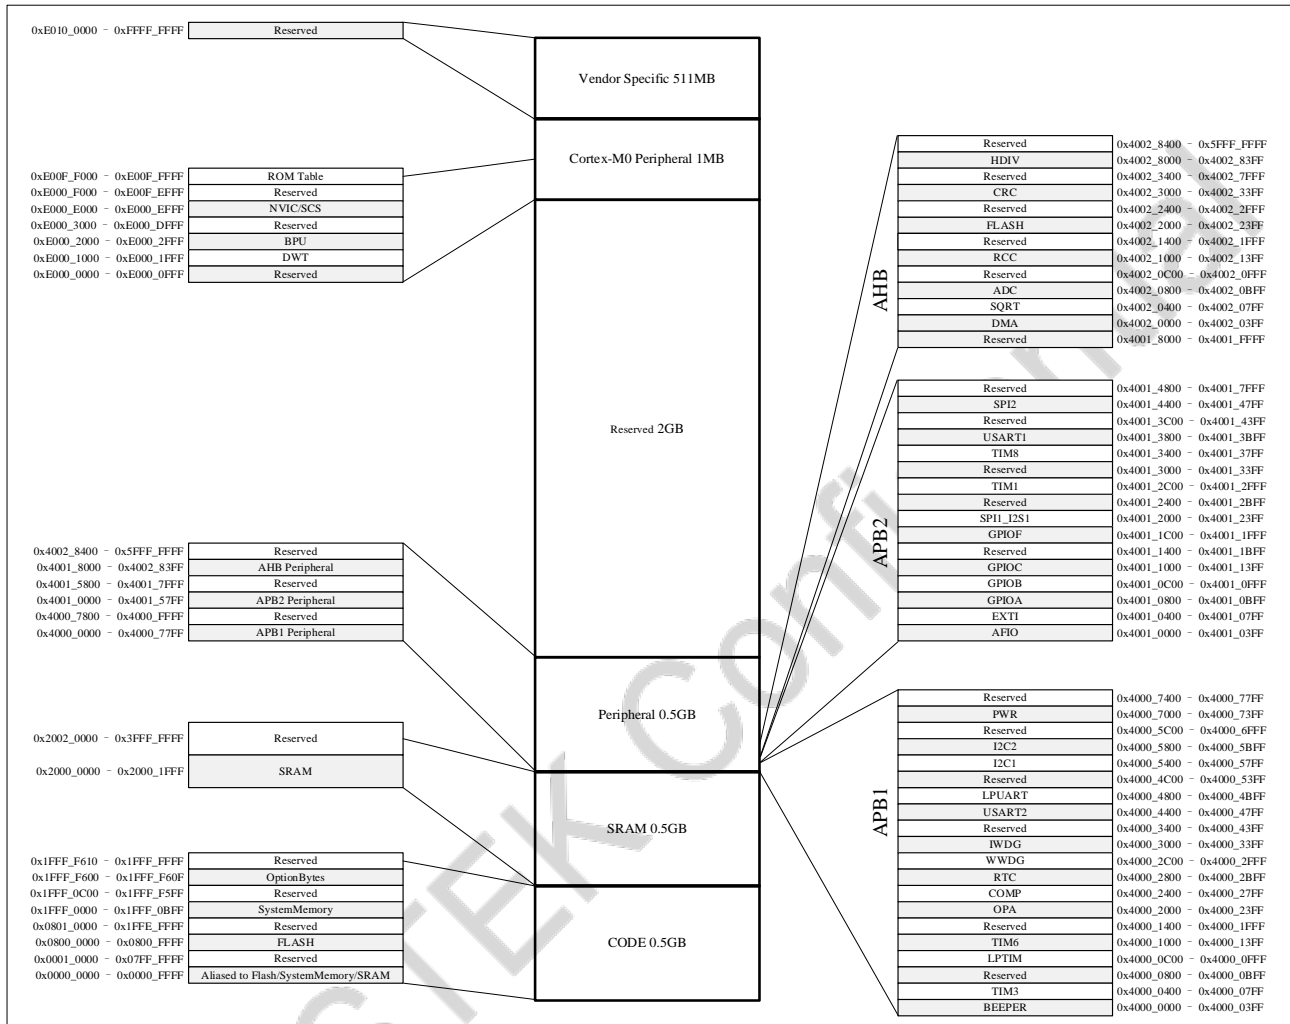 0xE010_0000 - 0xFFFF_FFFF Reserved
Vendor Specific 511MB
Cortex-M0 Peripheral 1MB
0xE00F_F000 - 0xE00F_FFFF ROM Table
0xE000_F000 - 0xE00F_EFFF Reserved
0xE000_E000 - 0xE000_EFFF NVIC/SCS
0xE000_3000 - 0xE000_DFFF Reserved
0xE000_2000 - 0xE000_2FFF BPU
0xE000_1000 - 0xE000_1FFF DWT
0xE000_0000 - 0xE000_0FFF Reserved
Reserved 2GB
0x4002_8400 - 0x5FFF_FFFF Reserved
0x4001_8000 - 0x4002_83FF AHB Peripheral
0x4001_5800 - 0x4001_7FFF Reserved
0x4001_0000 - 0x4001_57FF APB2 Peripheral
0x4000_7800 - 0x4000_FFFF Reserved
0x4000_0000 - 0x4000_77FF APB1 Peripheral
Peripheral 0.5GB
0x2002_0000 - 0x3FFF_FFFF Reserved
0x2000_0000 - 0x2000_1FFF SRAM
SRAM 0.5GB
0x1FFF_F610 - 0x1FFF_FFFF Reserved
0x1FFF_F600 - 0x1FFF_F60F OptionBytes
0x1FFF_0C00 - 0x1FFF_F5FF Reserved
0x1FFF_0000 - 0x1FFF_0BFF SystemMemory
0x0801_0000 - 0x1FFE_FFFF Reserved
0x0800_0000 - 0x0800_FFFF FLASH
0x0001_0000 - 0x07FF_FFFF Reserved
0x0000_0000 - 0x0000_FFFF Aliased to Flash/SystemMemory/SRAM
CODE 0.5GB
AHB
Reserved 0x4002_8400 - 0x5FFF_FFFF
HDIV 0x4002_8000 - 0x4002_83FF
Reserved 0x4002_3400 - 0x4002_7FFF
CRC 0x4002_3000 - 0x4002_33FF
Reserved 0x4002_2400 - 0x4002_2FFF
FLASH 0x4002_2000 - 0x4002_23FF
Reserved 0x4002_1400 - 0x4002_1FFF
RCC 0x4002_1000 - 0x4002_13FF
Reserved 0x4002_0C00 - 0x4002_0FFF
ADC 0x4002_0800 - 0x4002_0BFF
SQRT 0x4002_0400 - 0x4002_07FF
DMA 0x4002_0000 - 0x4002_03FF
Reserved 0x4001_8000 - 0x4001_FFFF
APB2
Reserved 0x4001_4800 - 0x4001_7FFF
SPI2 0x4001_4400 - 0x4001_47FF
Reserved 0x4001_3C00 - 0x4001_43FF
USART1 0x4001_3800 - 0x4001_3BFF
TIM8 0x4001_3400 - 0x4001_37FF
Reserved 0x4001_3000 - 0x4001_33FF
TIM1 0x4001_2C00 - 0x4001_2FFF
Reserved 0x4001_2400 - 0x4001_2BFF
SPI1_I2S1 0x4001_2000 - 0x4001_23FF
GPIOF 0x4001_1C00 - 0x4001_1FFF
Reserved 0x4001_1400 - 0x4001_1BFF
GPIOC 0x4001_1000 - 0x4001_13FF
GPIOB 0x4001_0C00 - 0x4001_0FFF
GPIOA 0x4001_0800 - 0x4001_0BFF
EXTI 0x4001_0400 - 0x4001_07FF
AFIO 0x4001_0000 - 0x4001_03FF
APB1
Reserved 0x4000_7400 - 0x4000_77FF
PWR 0x4000_7000 - 0x4000_73FF
Reserved 0x4000_5C00 - 0x4000_6FFF
I2C2 0x4000_5800 - 0x4000_5BFF
I2C1 0x4000_5400 - 0x4000_57FF
Reserved 0x4000_4C00 - 0x4000_53FF
LPUART 0x4000_4800 - 0x4000_4BFF
USART2 0x4000_4400 - 0x4000_47FF
Reserved 0x4000_3400 - 0x4000_43FF
IWDG 0x4000_3000 - 0x4000_33FF
WWDG 0x4000_2C00 - 0x4000_2FFF
RTC 0x4000_2800 - 0x4000_2BFF
COMP 0x4000_2400 - 0x4000_27FF
OPA 0x4000_2000 - 0x4000_23FF
Reserved 0x4000_1400 - 0x4000_1FFF
TIM6 0x4000_1000 - 0x4000_13FF
LPTIM 0x4000_0C00 - 0x4000_0FFF
Reserved 0x4000_0800 - 0x4000_0BFF
TIM3 0x4000_0400 - 0x4000_07FF
BEEPER 0x4000_0000 - 0x4000_03FF